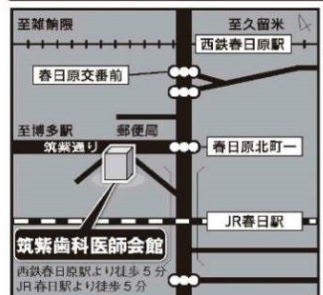 至雑餉隈
至久留米
西鉄春日原駅
春日原交番前
至博多駅
郵便局
筑紫通り
春日原北町一
JR春日駅
筑紫歯科医師会館
西鉄春日原駅より徒歩5分
JR春日駅より徒歩5分